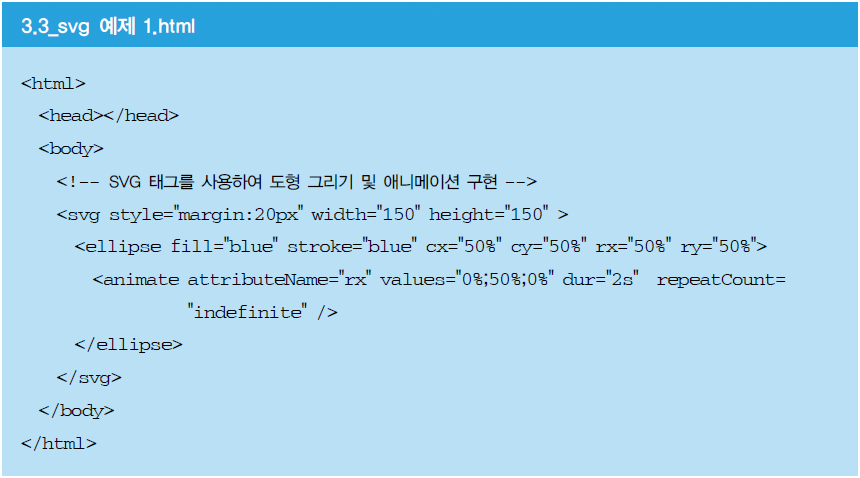 3.3_svg 예제 1.html
<html>
<head></head>
<body>
<!-- SVG 태그를 사용하여 도형 그리기 및 애니메이션 구현 -->
<svg style="margin:20px" width="150" height="150" >
<ellipse fill="blue" stroke="blue" cx="50%" cy="50%" rx="50%" ry="50%">
<animate attributeName="rx" values="0%;50%;0%" dur="2s"  repeatCount=
"indefinite" />
</ellipse>
</svg>
</body>
</html>